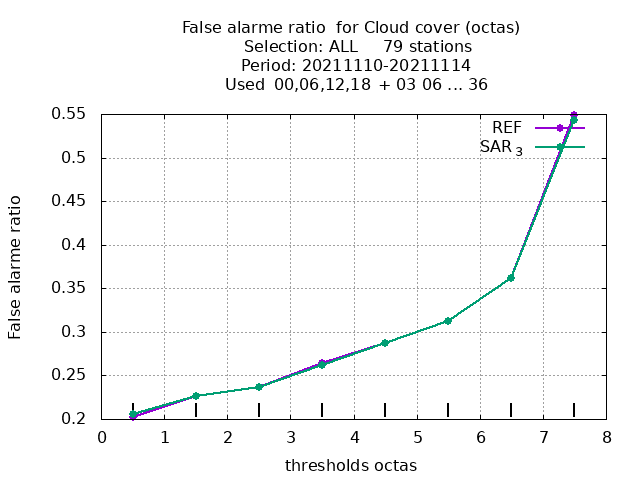 False alarme ratio  for Cloud cover (octas)
Selection: ALL     79 stations
Period: 20211110-20211114
Used  00,06,12,18  + 03 06 ... 36
0.55
0.5
0.45
0.4
0.35
0.3
0.25
0.2
False alarme ratio
REF
SAR 3
0 1 2 3 4 5 6 7 8
thresholds octas